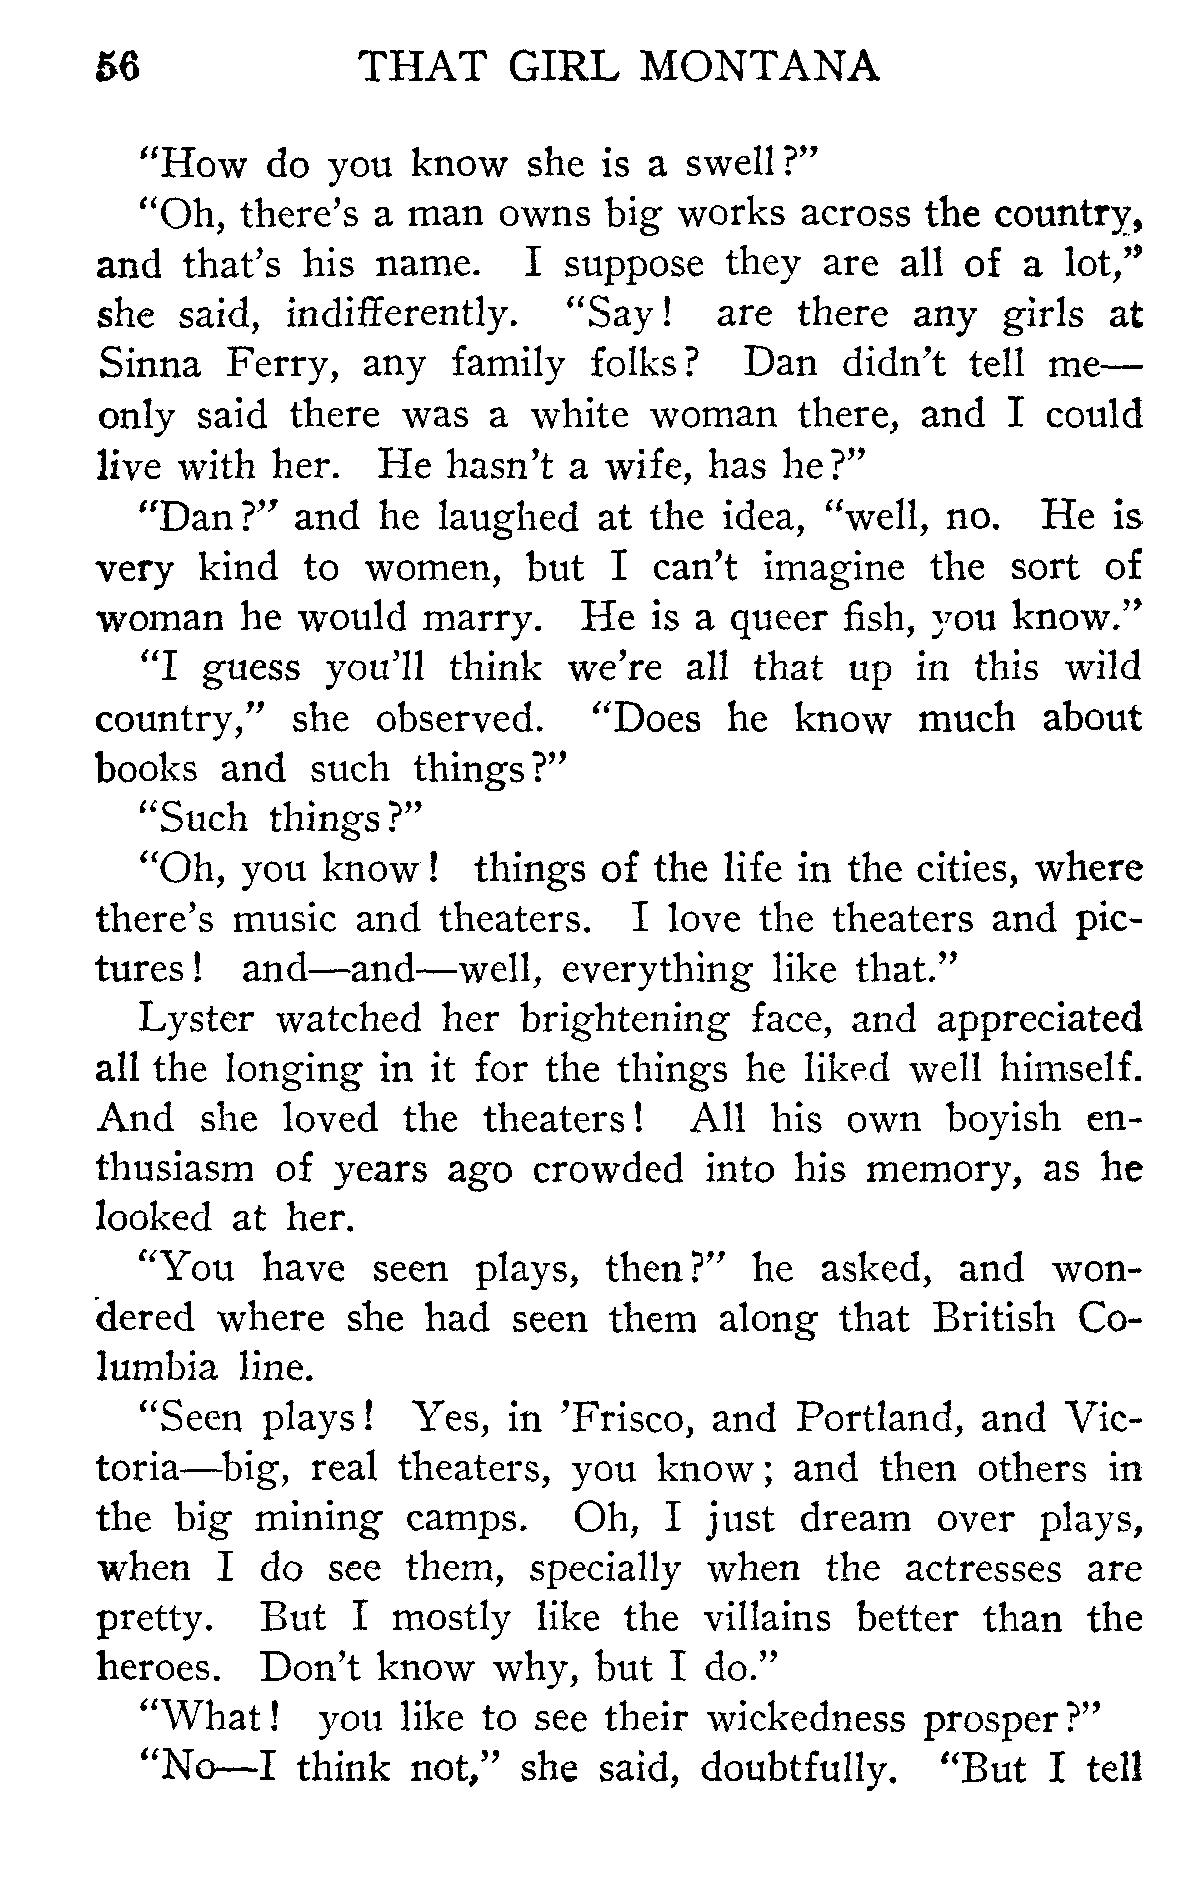 56 THAT GIRL MONTANA
“How do you know she is a swell?”
“Oh, there’s a man owns big works across the country,
and that’s his name. I suppose they are all of a lot,”
she said, indifferently. “Say! are there any girls at
Sinna Ferry, any family folks? Dan didn’t tell me—
only said there was a white woman there, and I could
live with her. He hasn’t a wife, has he?”
“Dan?” and he laughed at the idea, “well, no. He is
very kind to women, but I can’t imagine the sort of
woman he would marry. He is a queer fish, you know.”
“I guess you’ll think we’re all that up in this wild
country,” she observed. “Does he know much about
books and such things?”
“Such things?”
“Oh, you know! things of the life in the cities, where
there’s music and theaters. I love the theaters and pic-
tures! and—and—well, everything like that.”
Lyster watched her brightening face, and appreciated
all the longing in it for the things he liked well himself.
And she loved the theaters! All his own boyish en-
thusiasm of years ago crowded into his memory, as he
looked at her.
“You have seen plays, then?” he asked, and won-
dered where she had seen them along that British Co-
lumbia line.
“Seen plays! Yes, in ’Frisco, and Portland, and Vic-
toria—big, real theaters, you know; and then others in
the big mining camps. Oh, I just dream over plays,
when I do see them, specially when the actresses are
pretty. But I mostly like the villains better than the
heroes. Don’t know why, but I do.”
“What! you like to see their wickedness prosper?”
“No—I think not,” she said, doubtfully. “But I tell